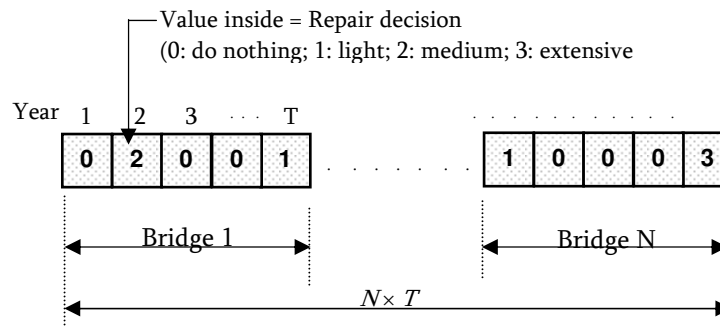 Value inside = Repair decision
(0: do nothing; 1: light; 2: medium; 3: extensive
Year 1 2 3 ... T . . . . . . . . . . .
0 2 0 0 1 . . . . . . . 1 0 0 0 3
Bridge 1 Bridge N
N× T